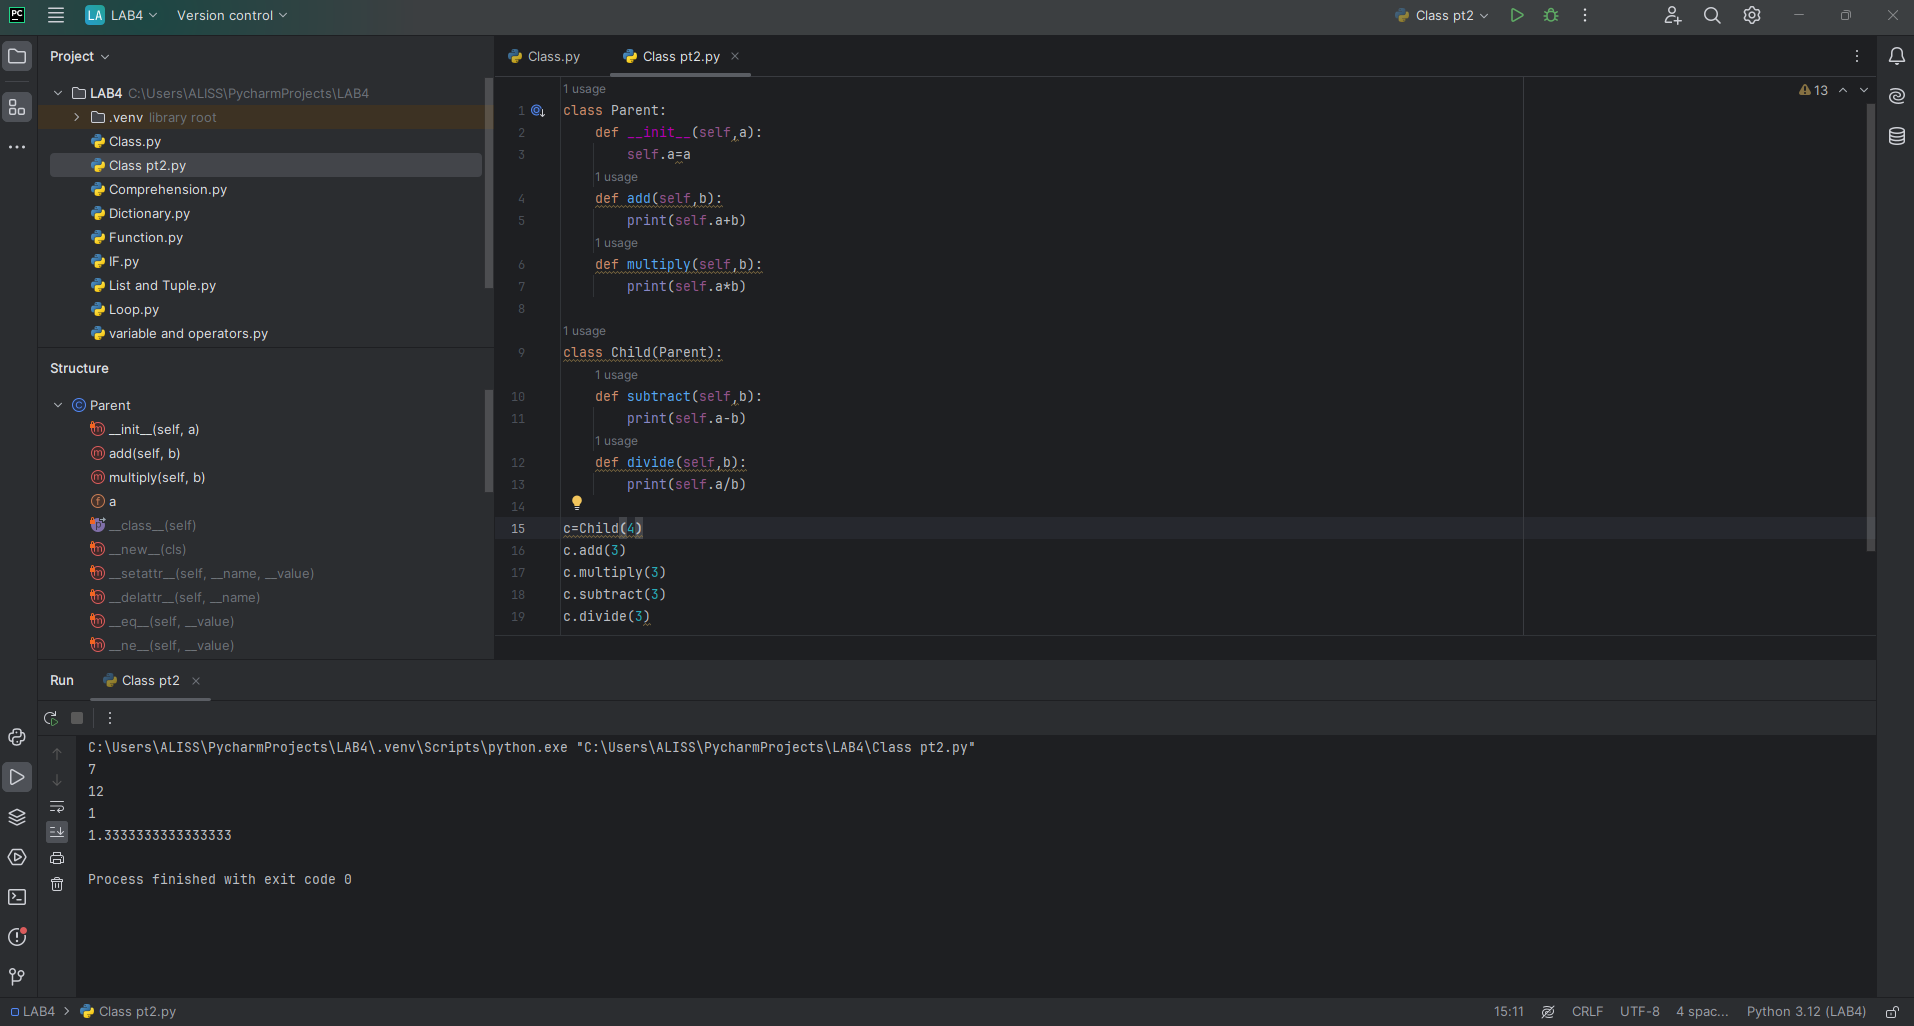 PC LA LAB4 Version control Class pt2
Project
LAB4 C:\Users\ALISS\PycharmProjects\LAB4
.venv library root
Class.py
Class pt2.py
Comprehension.py
Dictionary.py
Function.py
IF.py
List and Tuple.py
Loop.py
variable and operators.py
Structure
Parent
__init__(self, a)
add(self, b)
multiply(self, b)
a
__class__(self)
__new__(cls)
__setattr__(self, __name, __value)
__delattr__(self, __name)
__eq__(self, __value)
__ne__(self, __value)
Class.py Class pt2.py
13
1 usage
1 class Parent:
2 def __init__(self,a):
3 self.a=a
1 usage
4 def add(self,b):
5 print(self.a+b)
1 usage
6 def multiply(self,b):
7 print(self.a*b)
8
1 usage
9 class Child(Parent):
1 usage
10 def subtract(self,b):
11 print(self.a-b)
1 usage
12 def divide(self,b):
13 print(self.a/b)
14
15 c=Child(4)
16 c.add(3)
17 c.multiply(3)
18 c.subtract(3)
19 c.divide(3)
Run Class pt2
C:\Users\ALISS\PycharmProjects\LAB4\.venv\Scripts\python.exe "C:\Users\ALISS\PycharmProjects\LAB4\Class pt2.py"
7
12
1
1.3333333333333333
Process finished with exit code 0
LAB4 Class pt2.py 15:11 CRLF UTF-8 4 spac... Python 3.12 (LAB4)